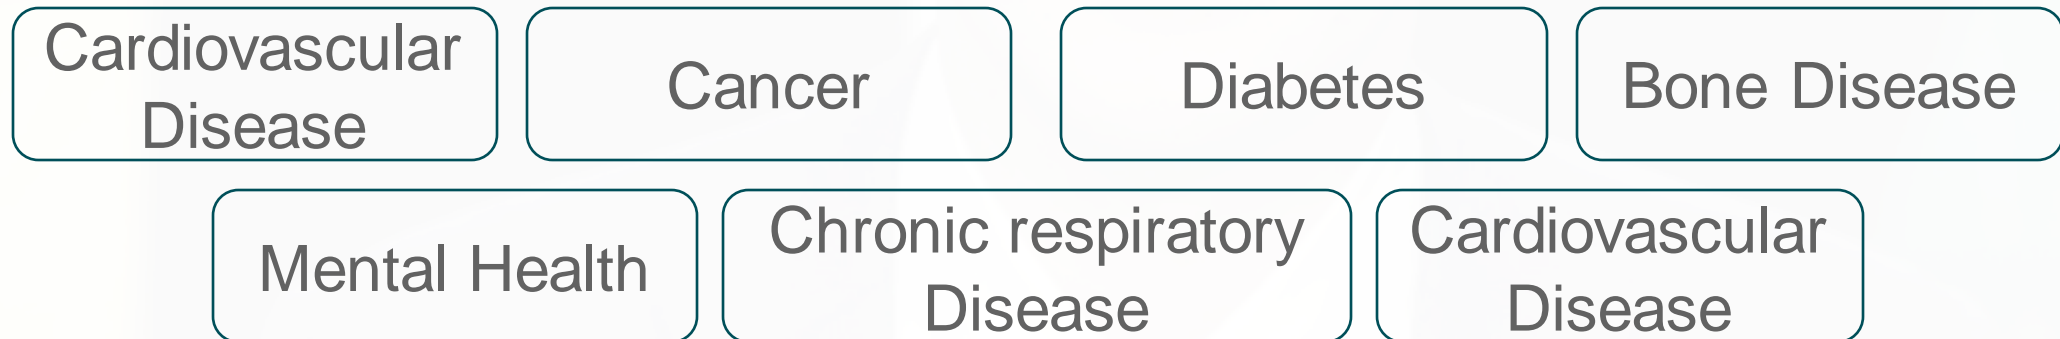 Cardiovascular
Disease
Cancer
Diabetes
Bone Disease
Mental Health
Chronic respiratory
Disease
Cardiovascular
Disease